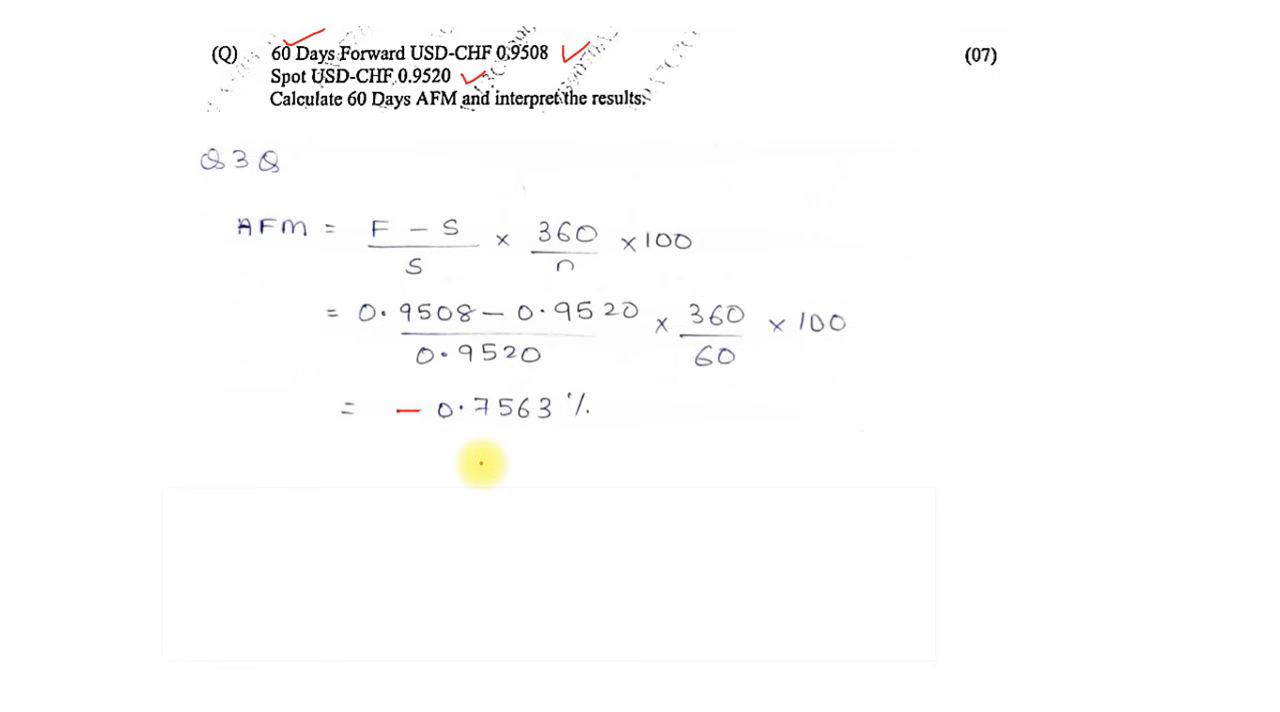 (Q) 60 Days Forward USD-CHF 0.9508 (07)
Spot USD-CHF 0.9520
Calculate 60 Days AFM and interpret the results.
Q 3 Q
AFM = F - S / S × 360 / n × 100
= 0.9508 - 0.9520 / 0.9520 × 360 / 60 × 100
= - 0.7563 %